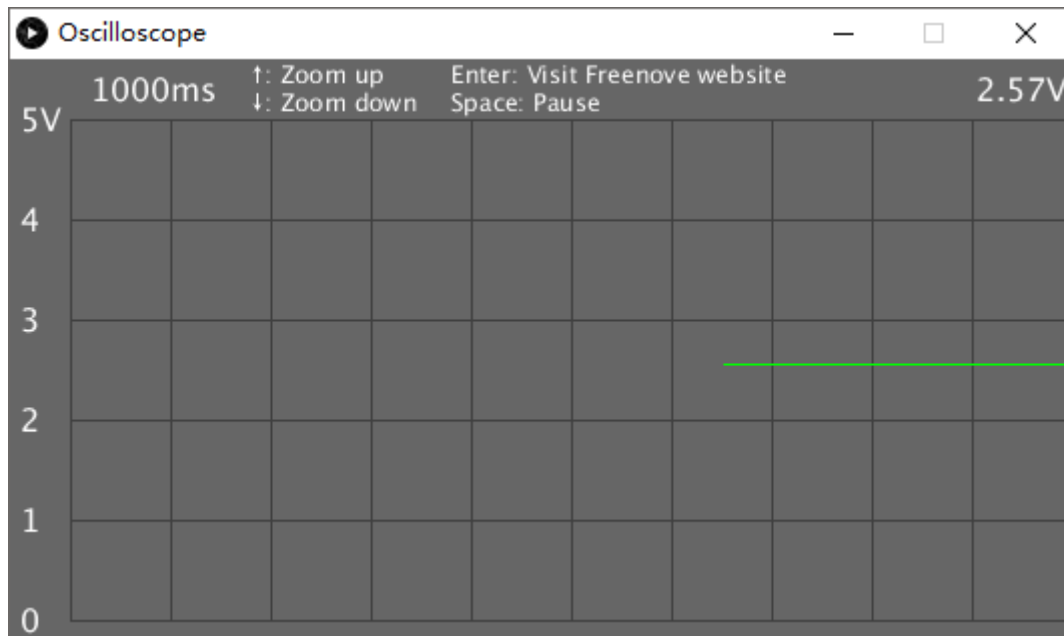 Oscilloscope
1000ms
↑: Zoom up
↓: Zoom down
Enter: Visit Freenove website
Space: Pause
2.57V
5V
4
3
2
1
0